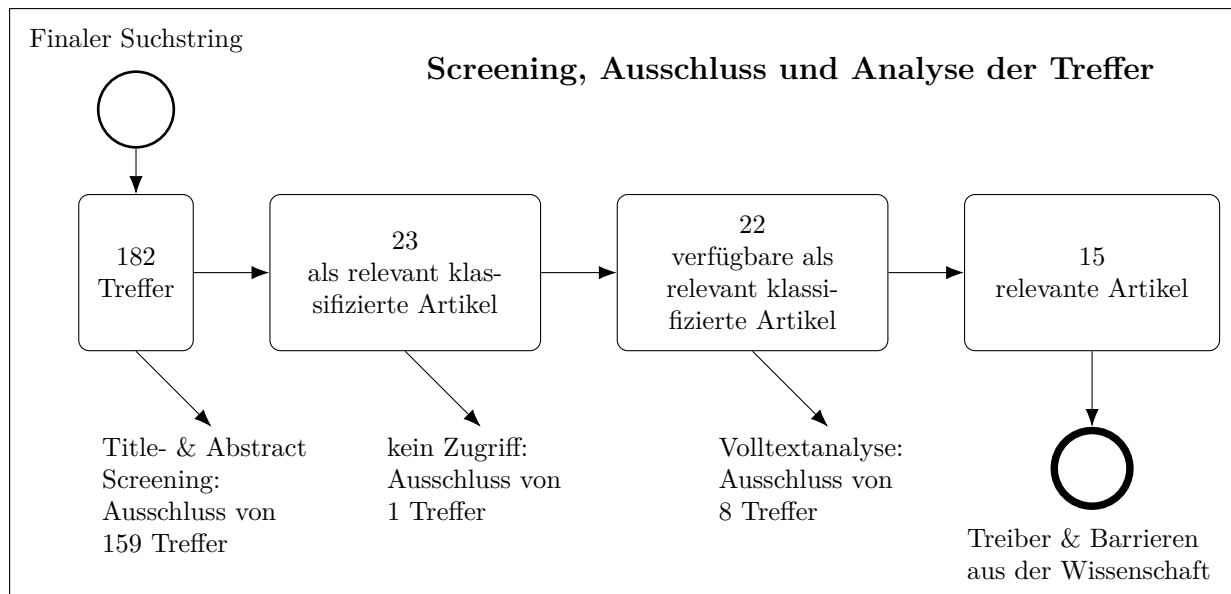 Finaler Suchstring
Screening, Ausschluss und Analyse der Treffer
182
Treffer
23
als relevant klas-
sifizierte Artikel
22
verfügbare als
relevant klassi-
fizierte Artikel
15
relevante Artikel
Title- & Abstract
Screening:
Ausschluss von
159 Treffer
kein Zugriff:
Ausschluss von
1 Treffer
Volltextanalyse:
Ausschluss von
8 Treffer
Treiber & Barrieren
aus der Wissenschaft